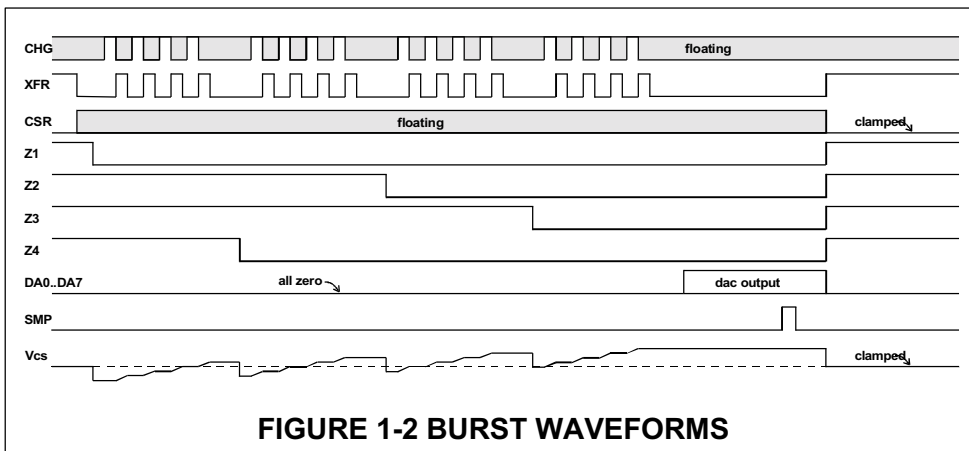 CHG
floating
XFR
CSR
floating
clamped
Z1
Z2
Z3
Z4
DA0..DA7
all zero
dac output
SMP
Vcs
clamped
FIGURE 1-2 BURST WAVEFORMS